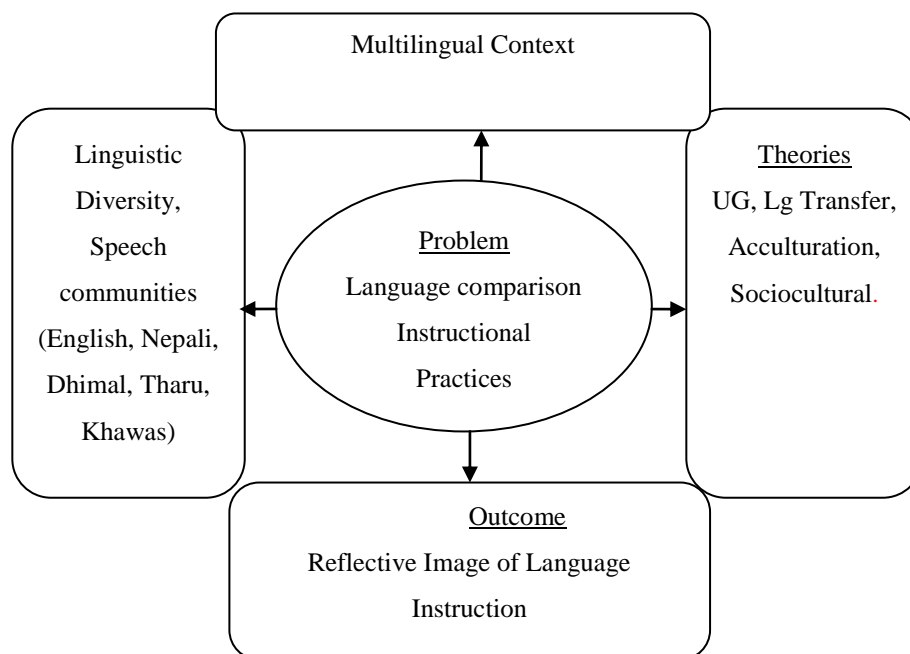 Multilingual Context
Linguistic
Diversity,
Speech
communities
(English, Nepali,
Dhimal, Tharu,
Khawas)
Problem
Language comparison
Instructional
Practices
Theories
UG, Lg Transfer,
Acculturation,
Sociocultural.
Outcome
Reflective Image of Language
Instruction